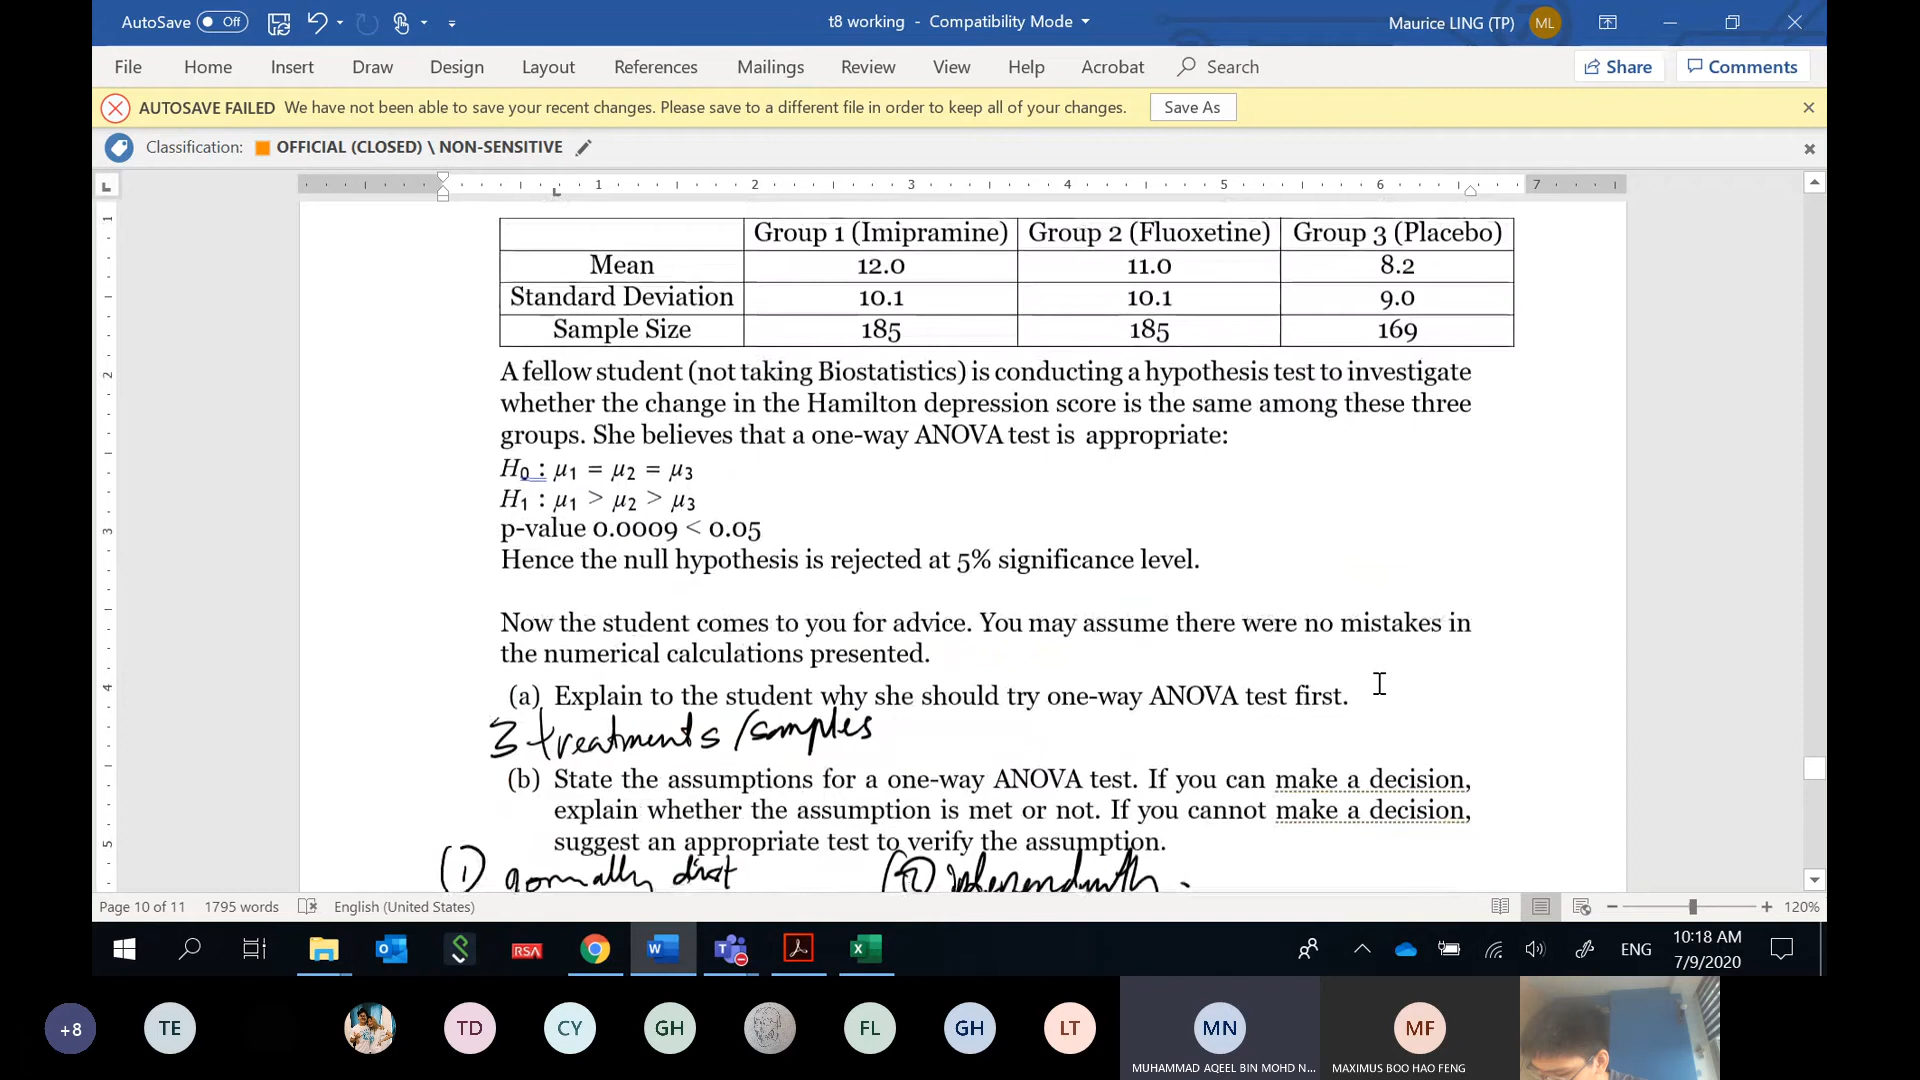 AutoSave Off t8 working - Compatibility Mode Maurice LING (TP) ML
File Home Insert Draw Design Layout References Mailings Review View Help Acrobat Search Share Comments
AUTOSAVE FAILED We have not been able to save your recent changes. Please save to a different file in order to keep all of your changes. Save As
Classification: OFFICIAL (CLOSED) \ NON-SENSITIVE
1 2 3 4 5 6 7
Group 1 (Imipramine) Group 2 (Fluoxetine) Group 3 (Placebo)
Mean 12.0 11.0 8.2
Standard Deviation 10.1 10.1 9.0
Sample Size 185 185 169
A fellow student (not taking Biostatistics) is conducting a hypothesis test to investigate
whether the change in the Hamilton depression score is the same among these three
groups. She believes that a one-way ANOVA test is appropriate:
H₀ : μ₁ = μ₂ = μ₃
H₁ : μ₁ > μ₂ > μ₃
p-value 0.0009 < 0.05
Hence the null hypothesis is rejected at 5% significance level.
Now the student comes to you for advice. You may assume there were no mistakes in
the numerical calculations presented.
(a) Explain to the student why she should try one-way ANOVA test first.
3 treatments / samples
(b) State the assumptions for a one-way ANOVA test. If you can make a decision,
explain whether the assumption is met or not. If you cannot make a decision,
suggest an appropriate test to verify the assumption.
(1) normally dist (2)
Page 10 of 11 1795 words English (United States) 120%
RSA ENG 10:18 AM
7/9/2020
+8 TE TD CY GH FL GH LT MN MF
MUHAMMAD AQEEL BIN MOHD N... MAXIMUS BOO HAO FENG